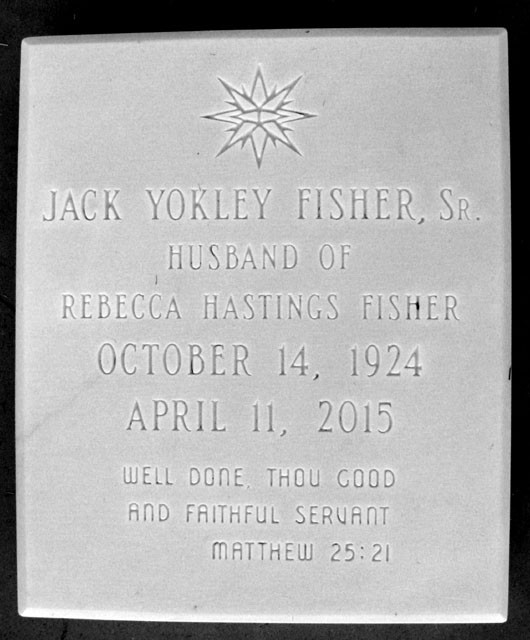 JACK YOKLEY FISHER, SR.
HUSBAND OF
REBECCA HASTINGS FISHER
OCTOBER 14, 1924
APRIL 11, 2015
WELL DONE, THOU GOOD
AND FAITHFUL SERVANT
MATTHEW 25:21